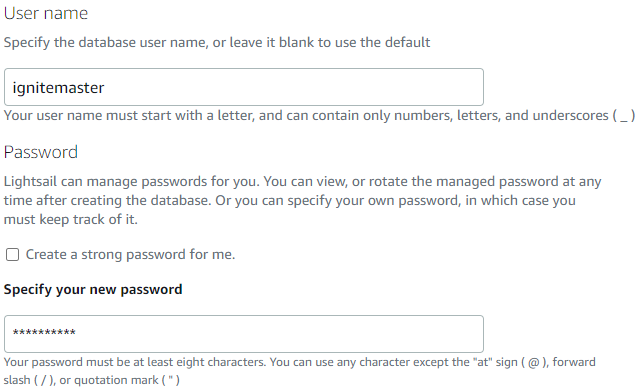 User name
Specify the database user name, or leave it blank to use the default
ignitemaster
Your user name must start with a letter, and can contain only numbers, letters, and underscores ( _ )
Password
Lightsail can manage passwords for you. You can view, or rotate the managed password at any
time after creating the database. Or you can specify your own password, in which case you
must keep track of it.
Create a strong password for me.
Specify your new password
**********
Your password must be at least eight characters. You can use any character except the "at" sign ( @ ), forward
slash ( / ), or quotation mark ( " )